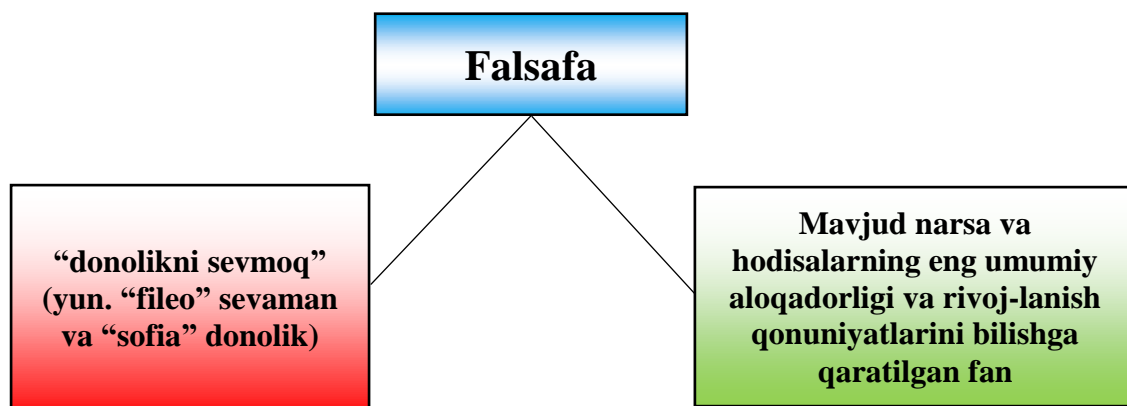 Falsafa
“donolikni sevmoq”
(yun. “fileo” sevaman
va “sofia” donolik)
Mavjud narsa va
hodisalarning eng umumiy
aloqadorligi va rivoj-lanish
qonuniyatlarini bilishga
qaratilgan fan